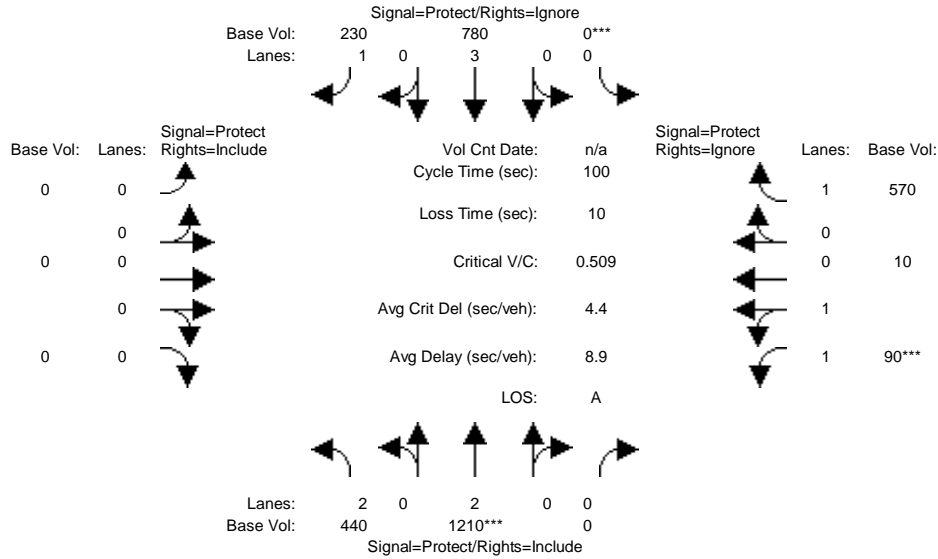 Signal=Protect/Rights=Ignore
Base Vol: 230 780 0***
Lanes: 1 0 3 0 0
Signal=Protect
Base Vol: Lanes: Rights=Include
Vol Cnt Date: n/a
Signal=Protect
Rights=Ignore Lanes: Base Vol:
Cycle Time (sec): 100
0 0 1 570
Loss Time (sec): 10
0 0
0 0 Critical V/C: 0.509 0 10
0 Avg Crit Del (sec/veh): 4.4 1
0 0 Avg Delay (sec/veh): 8.9 1 90***
LOS: A
Lanes: 2 0 2 0 0
Base Vol: 440 1210*** 0
Signal=Protect/Rights=Include